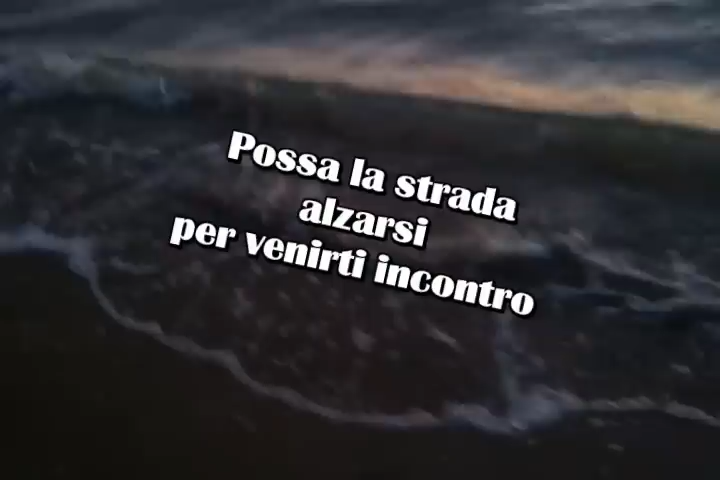 Possa la strada
alzarsi
per venirti incontro